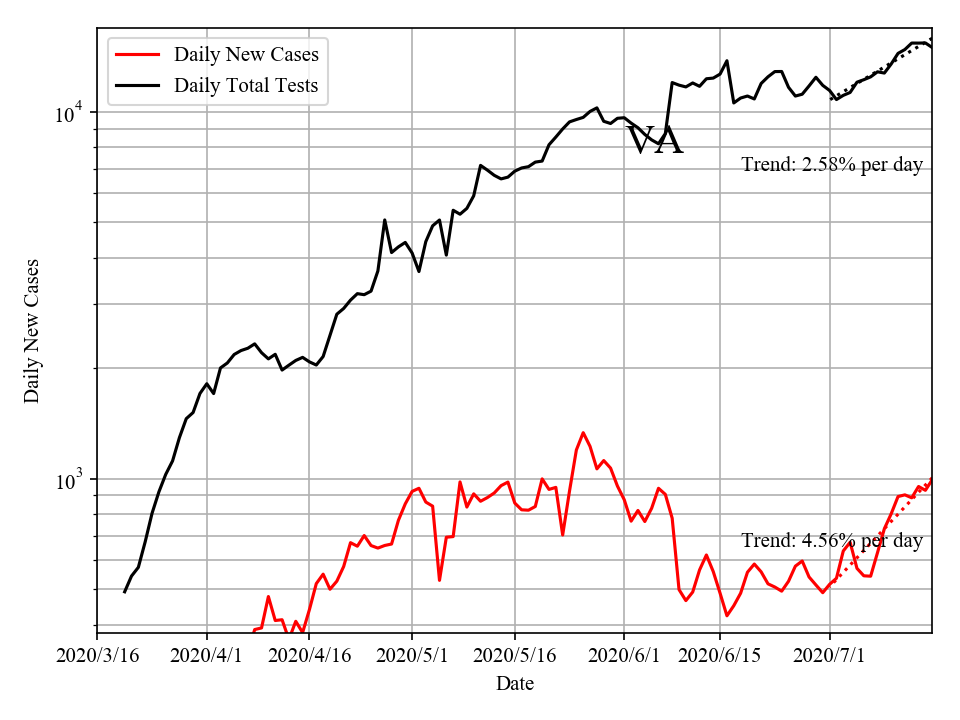 Daily New Cases
Daily Total Tests
10^4
VA
Trend: 2.58% per day
Daily New Cases
10^3
Trend: 4.56% per day
2020/3/16 2020/4/1 2020/4/16 2020/5/1 2020/5/16 2020/6/1 2020/6/15 2020/7/1
Date